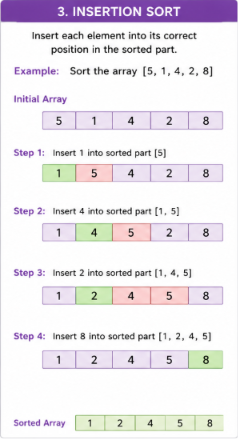 3. INSERTION SORT
Insert each element into its correct
position in the sorted part.
Example: Sort the array [5, 1, 4, 2, 8]
Initial Array
5 1 4 2 8
Step 1: Insert 1 into sorted part [5]
1 5 4 2 8
Step 2: Insert 4 into sorted part [1, 5]
1 4 5 2 8
Step 3: Insert 2 into sorted part [1, 4, 5]
1 2 4 5 8
Step 4: Insert 8 into sorted part [1, 2, 4, 5]
1 2 4 5 8
Sorted Array 1 2 4 5 8